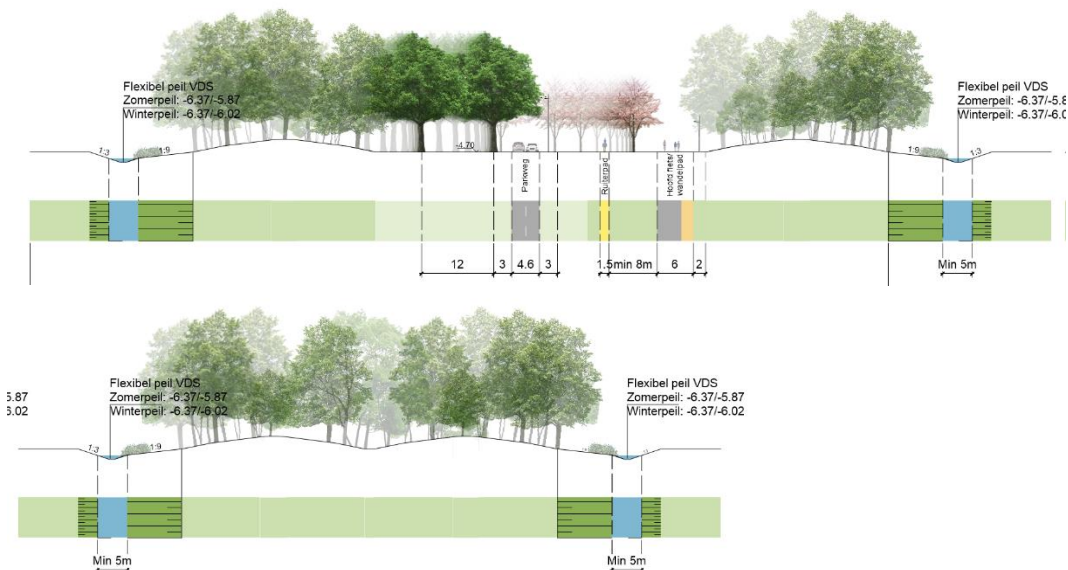 Flexibel peil VDS
Zomerpeil: -6.37/-5.87
Winterpeil: -6.37/-6.02
1:3
1:9
-4.70
Parkweg
Ruiterpad
Hoofd fiets/
wandelpad
Flexibel peil VDS
Zomerpeil: -6.37/-5.8
Winterpeil: -6.37/-6.0
1:9
1:3
12
3
4.6
3
1.5
min 8m
6
2
Min 5m
5.87
6.02
Flexibel peil VDS
Zomerpeil: -6.37/-5.87
Winterpeil: -6.37/-6.02
1:3
1:9
Flexibel peil VDS
Zomerpeil: -6.37/-5.87
Winterpeil: -6.37/-6.02
Min 5m
Min 5m